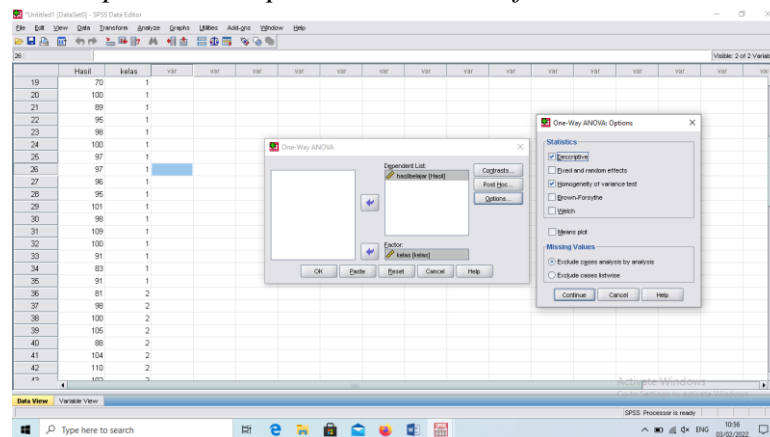 *Untitled1 [DataSet0] - SPSS Data Editor
File Edit View Data Transform Analyze Graphs Utilities Add-ons Window Help
26 :
Visible: 2 of 2 Variab
Hasil kelas var var var var var var var var var var var var
19 70 1
20 100 1
21 89 1
22 95 1
23 98 1
24 100 1
25 97 1
26 97 1
27 96 1
28 95 1
29 101 1
30 98 1
31 109 1
32 100 1
33 91 1
34 83 1
35 91 1
36 81 2
37 98 2
38 100 2
39 105 2
40 88 2
41 104 2
42 110 2
One-Way ANOVA
Dependent List:
hasilbelajar [Hasil]
Factor:
kelas [kelas]
Contrasts...
Post Hoc...
Options...
OK Paste Reset Cancel Help
One-Way ANOVA: Options
Statistics
Descriptive
Fixed and random effects
Homogeneity of variance test
Brown-Forsythe
Welch
Means plot
Missing Values
Exclude cases analysis by analysis
Exclude cases listwise
Continue Cancel Help
Activate Windows
Data View Variable View
SPSS Processor is ready
Type here to search
ENG 10:56
03/02/2022